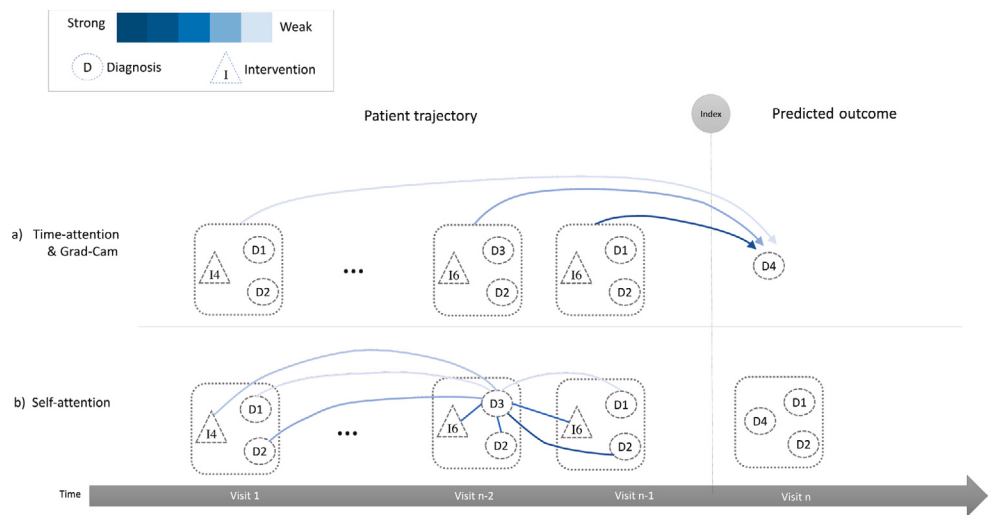 Strong Weak
D Diagnosis I Intervention
Patient trajectory Index Predicted outcome
a) Time-attention
& Grad-Cam
D1 D3 D1
I4 ... I6 I6 D4
D2 D2 D2
b) Self-attention
D1 D3 D1 D1
I4 ... I6 I6 D4
D2 D2 D2 D2
Time Visit 1 Visit n-2 Visit n-1 Visit n